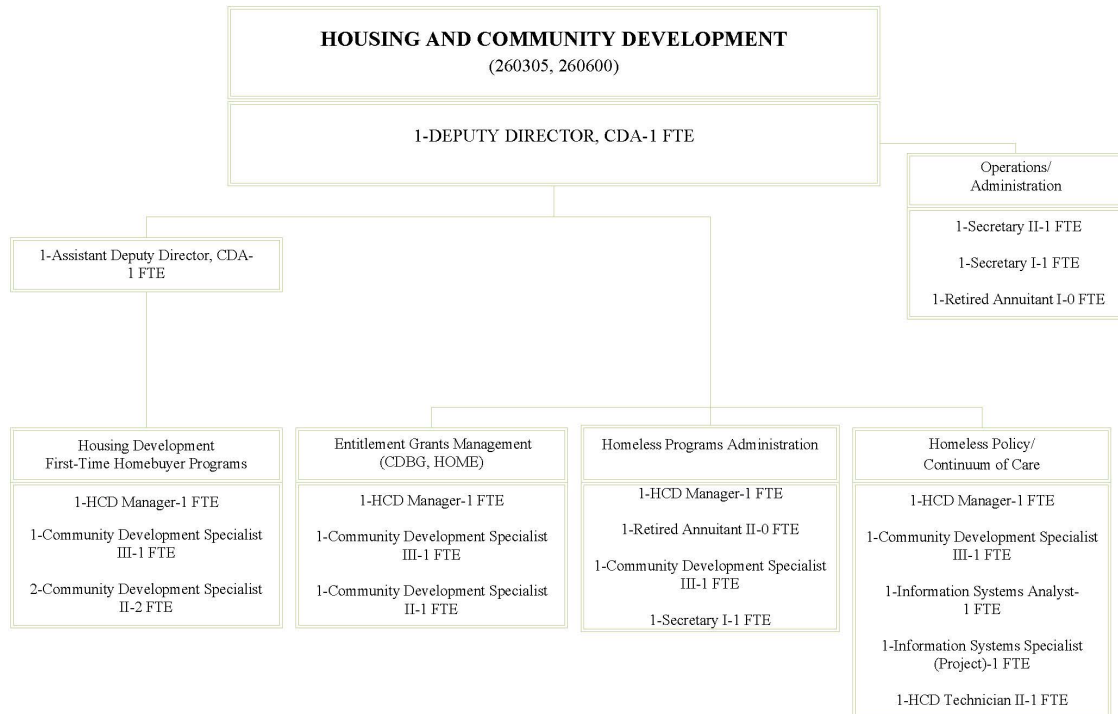 HOUSING AND COMMUNITY DEVELOPMENT
(260305, 260600)
1-DEPUTY DIRECTOR, CDA-1 FTE
Operations/
Administration
1-Secretary II-1 FTE
1-Secretary I-1 FTE
1-Retired Annuitant I-0 FTE
1-Assistant Deputy Director, CDA-
1 FTE
Housing Development
First-Time Homebuyer Programs
1-HCD Manager-1 FTE
1-Community Development Specialist
III-1 FTE
2-Community Development Specialist
II-2 FTE
Entitlement Grants Management
(CDBG, HOME)
1-HCD Manager-1 FTE
1-Community Development Specialist
III-1 FTE
1-Community Development Specialist
II-1 FTE
Homeless Programs Administration
1-HCD Manager-1 FTE
1-Retired Annuitant II-0 FTE
1-Community Development Specialist
III-1 FTE
1-Secretary I-1 FTE
Homeless Policy/
Continuum of Care
1-HCD Manager-1 FTE
1-Community Development Specialist
III-1 FTE
1-Information Systems Analyst-
1 FTE
1-Information Systems Specialist
(Project)-1 FTE
1-HCD Technician II-1 FTE